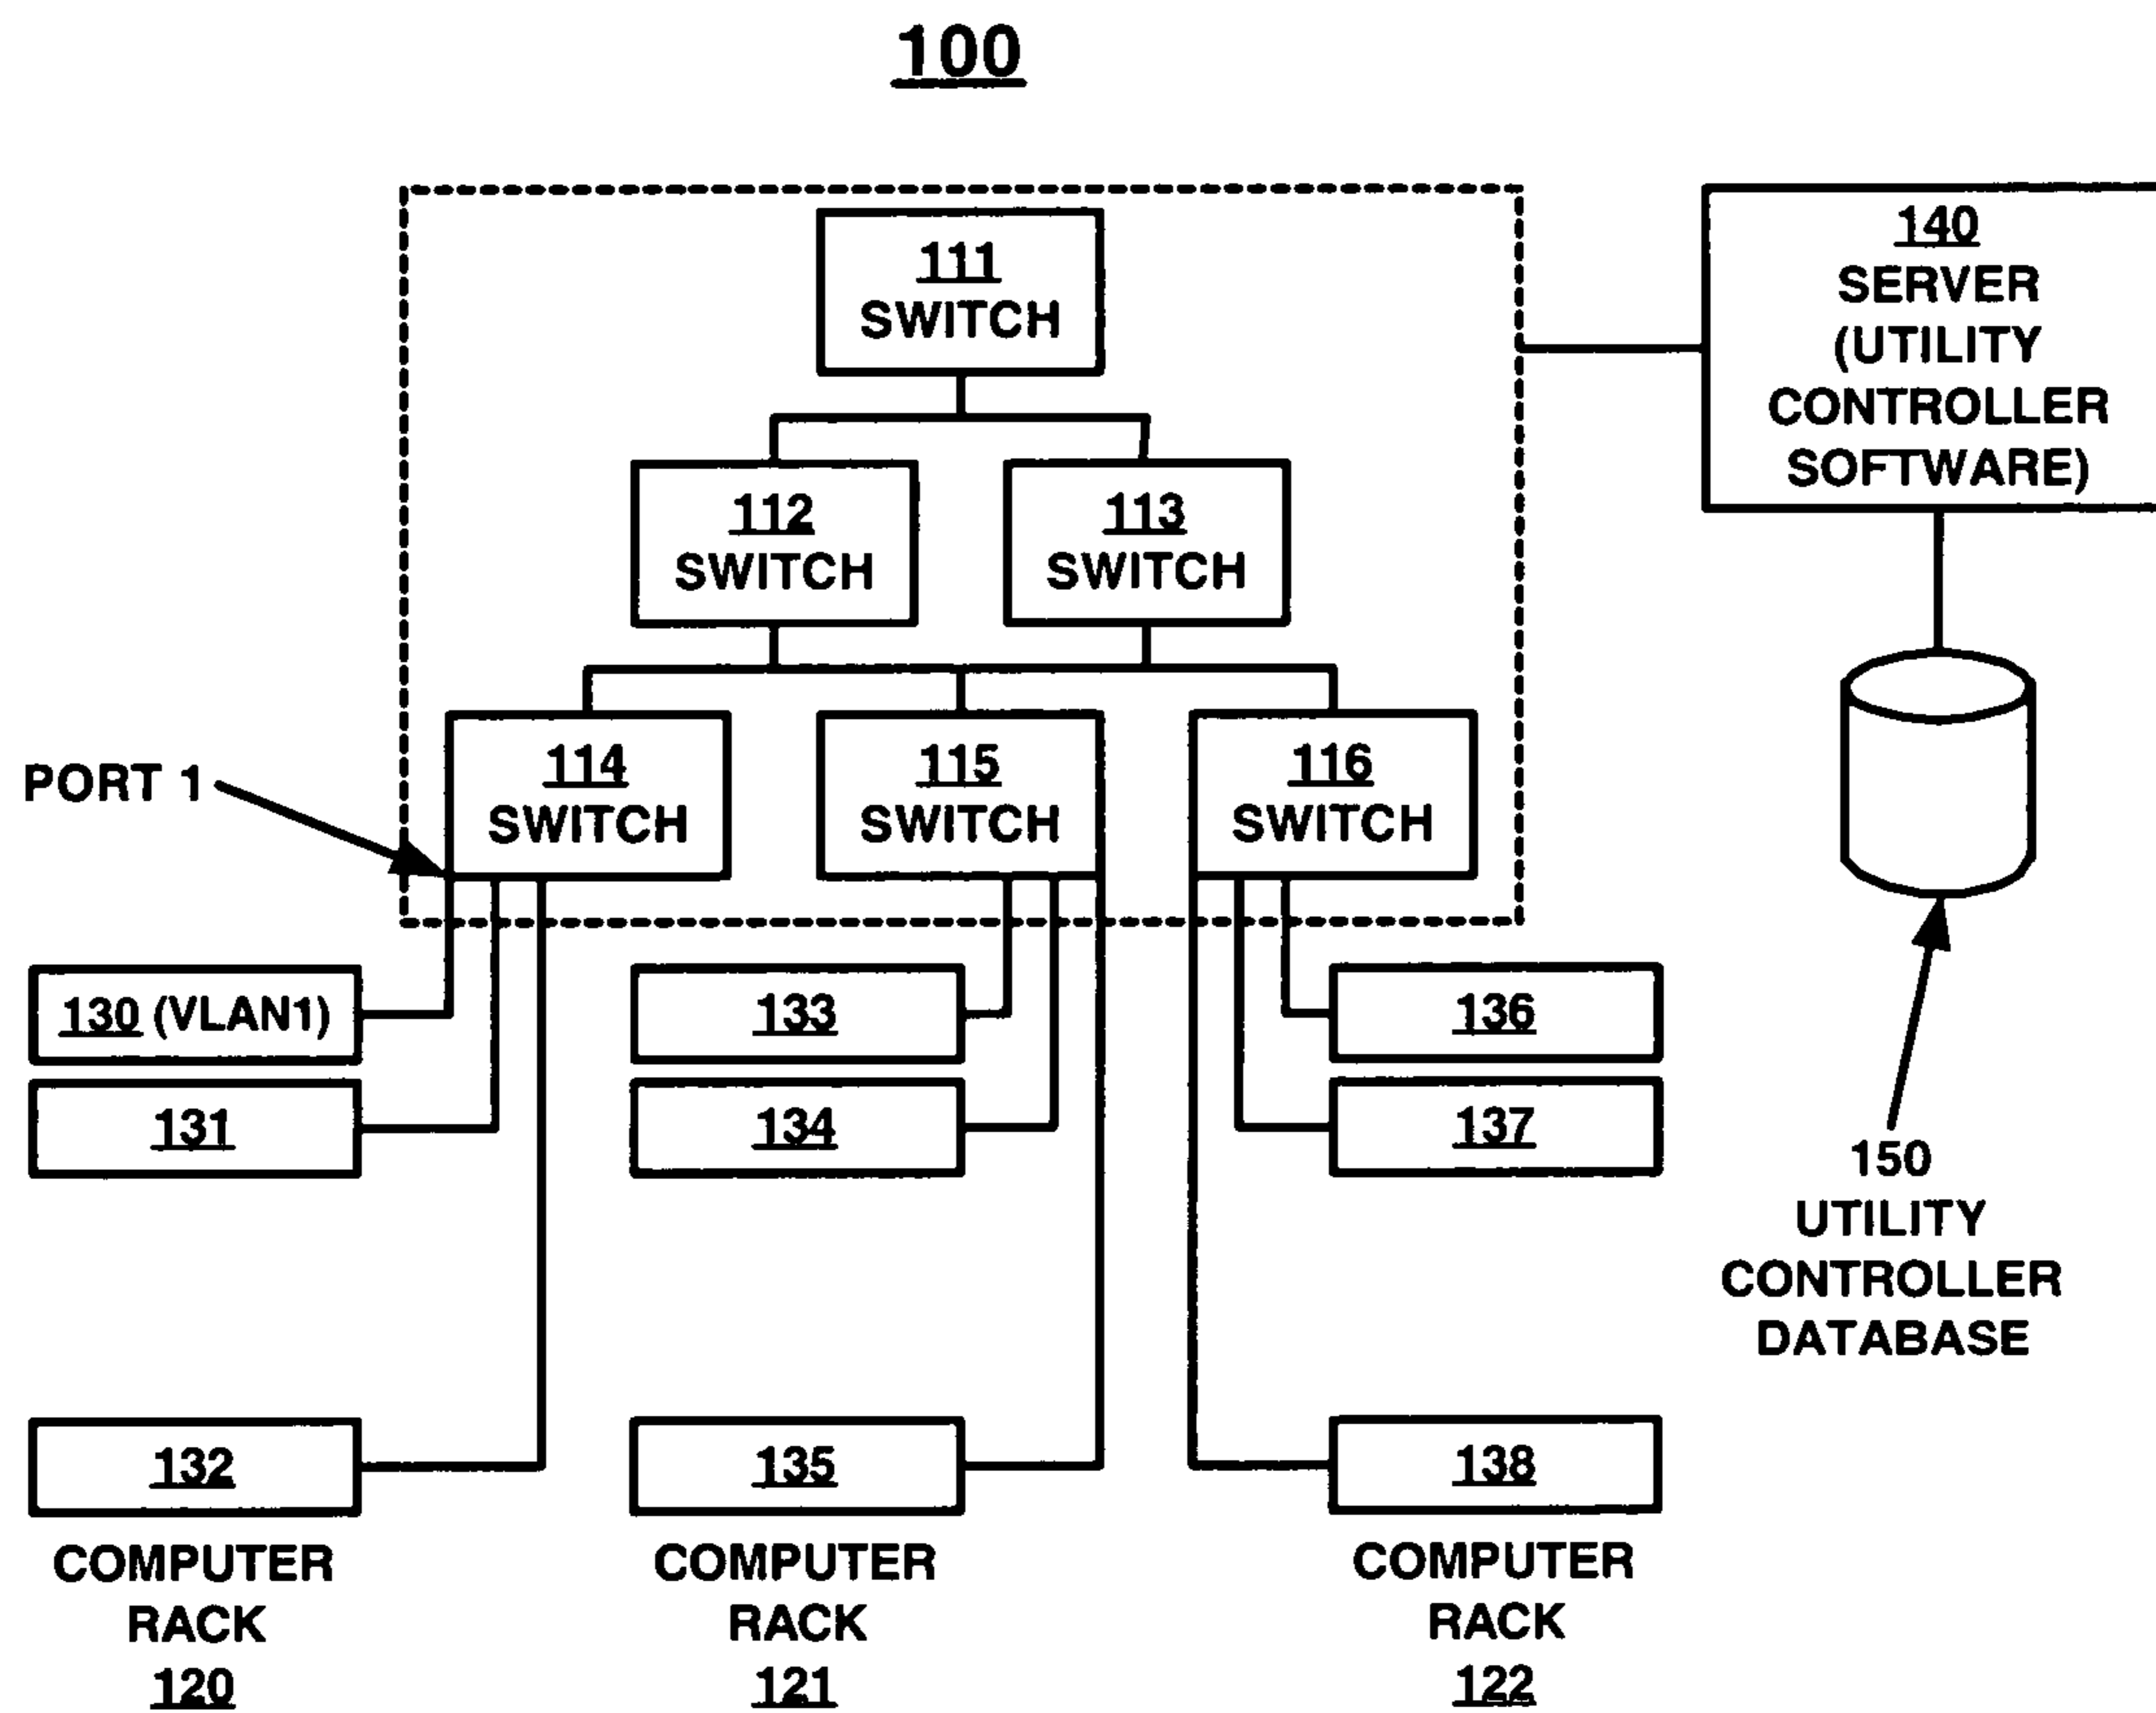 100
111
SWITCH
140
SERVER
(UTILITY
CONTROLLER
SOFTWARE)
112
SWITCH
113
SWITCH
PORT 1
114
SWITCH
115
SWITCH
116
SWITCH
130 (VLAN1)
133
136
131
134
137
150
UTILITY
CONTROLLER
DATABASE
132
135
138
COMPUTER
RACK
120
COMPUTER
RACK
121
COMPUTER
RACK
122